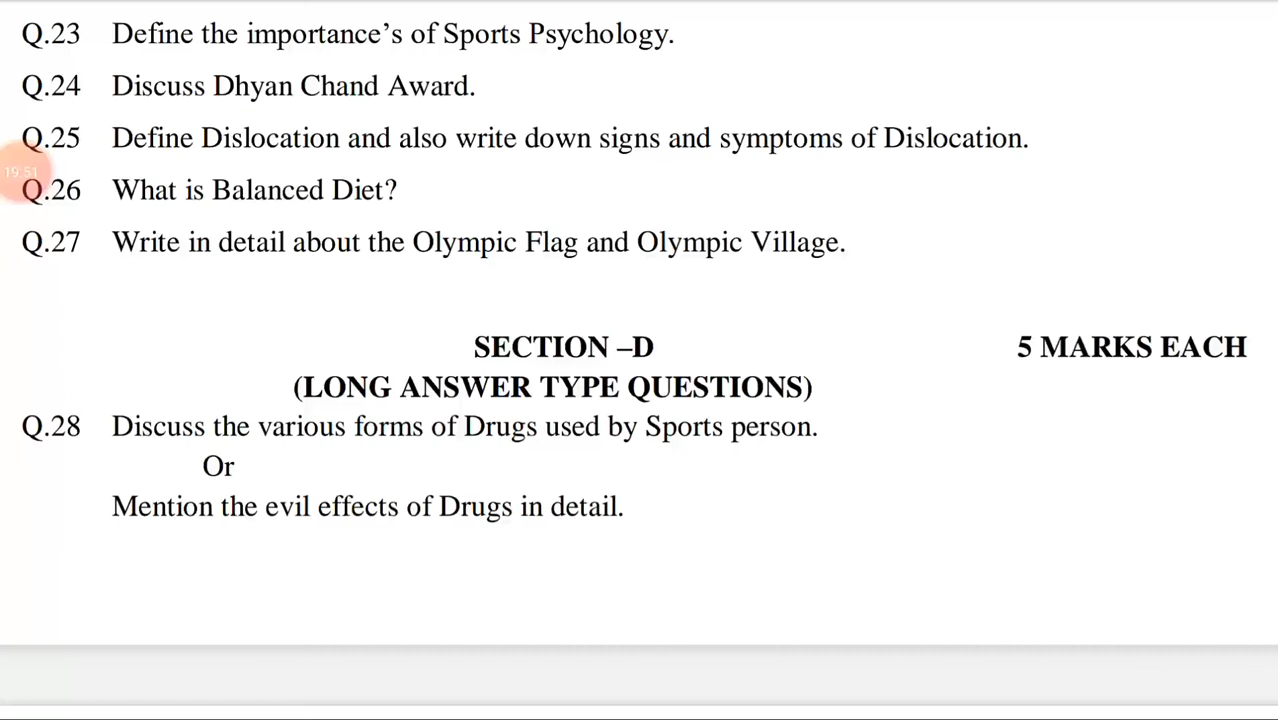 Q.23 Define the importance’s of Sports Psychology.
Q.24 Discuss Dhyan Chand Award.
Q.25 Define Dislocation and also write down signs and symptoms of Dislocation.
19:51
Q.26 What is Balanced Diet?
Q.27 Write in detail about the Olympic Flag and Olympic Village.
SECTION –D 5 MARKS EACH
(LONG ANSWER TYPE QUESTIONS)
Q.28 Discuss the various forms of Drugs used by Sports person.
Or
Mention the evil effects of Drugs in detail.